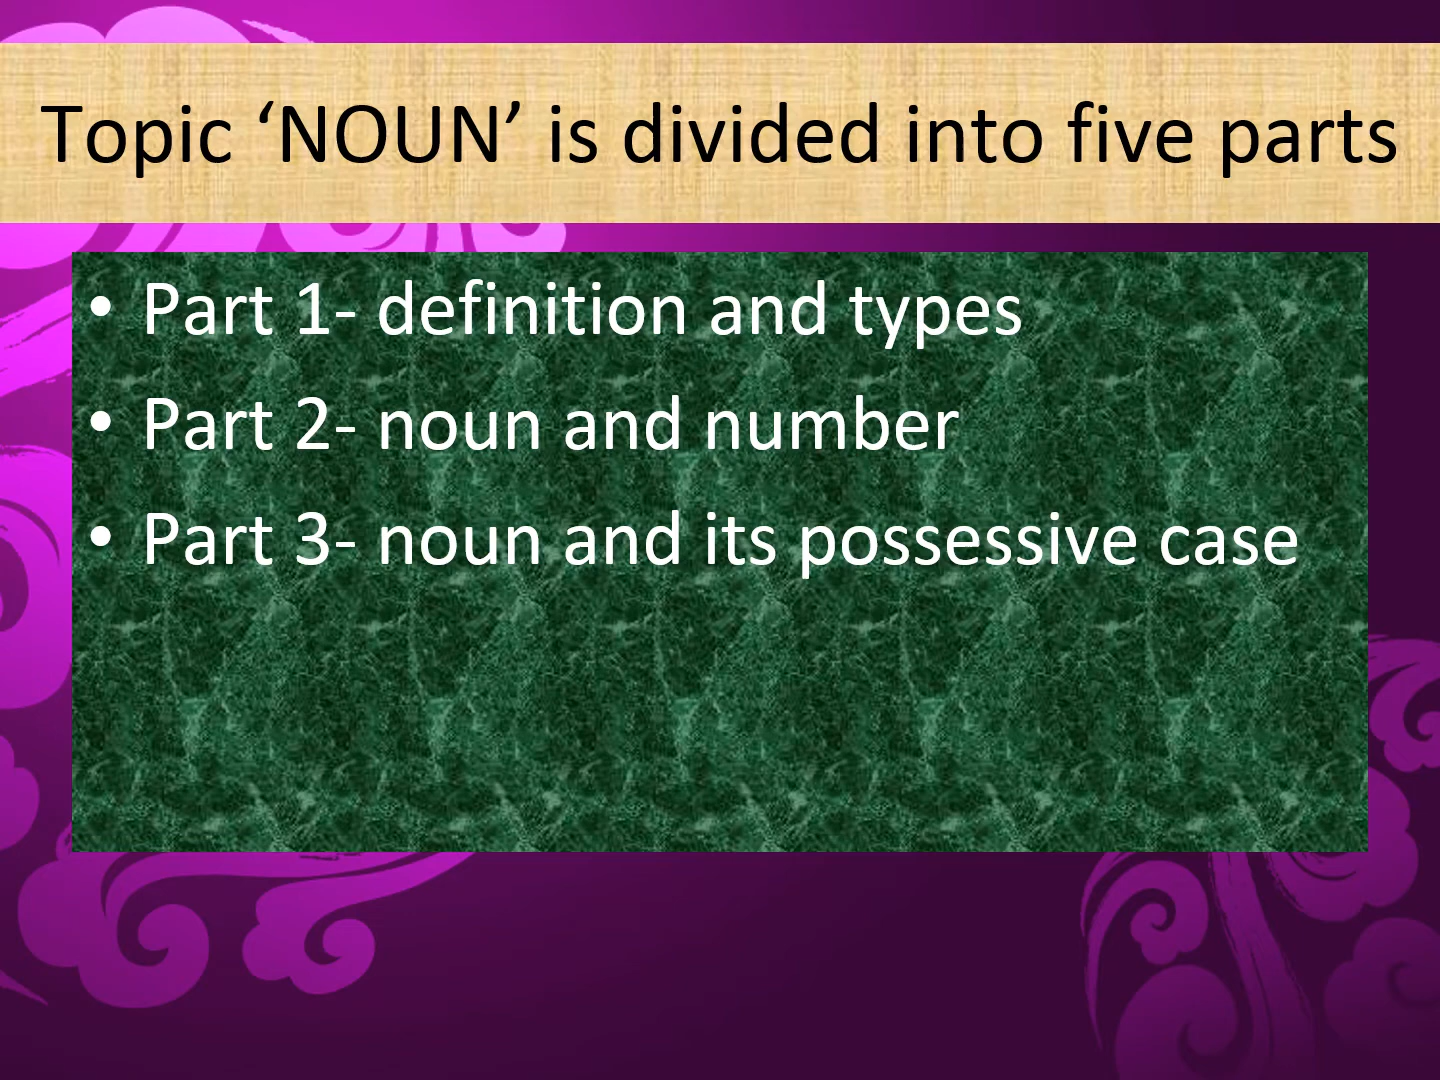 Topic ‘NOUN’ is divided into five parts
• Part 1- definition and types
• Part 2- noun and number
• Part 3- noun and its possessive case